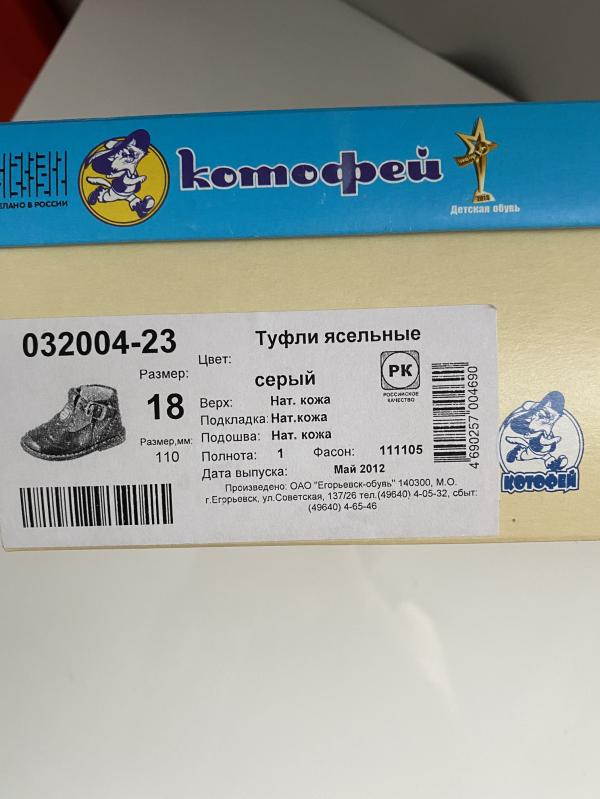 ЕЛАНО В РОССИИ
котофей
2010
Детская обувь
032004-23
Туфли ясельные
Цвет:
серый
Размер:
18
Размер,мм:
110
РК
РОССИЙСКОЕ
КАЧЕСТВО
Верх: Нат. кожа
Подкладка: Нат.кожа
Подошва: Нат. кожа
Полнота: 1 Фасон: 111105
Дата выпуска: Май 2012
Произведено: ОАО "Егорьевск-обувь" 140300, М.О.
г.Егорьевск, ул.Советская, 137/26 тел.(49640) 4-05-32, сбыт:
(49640) 4-65-46
4 690257 004690
КОТОФЕЙ